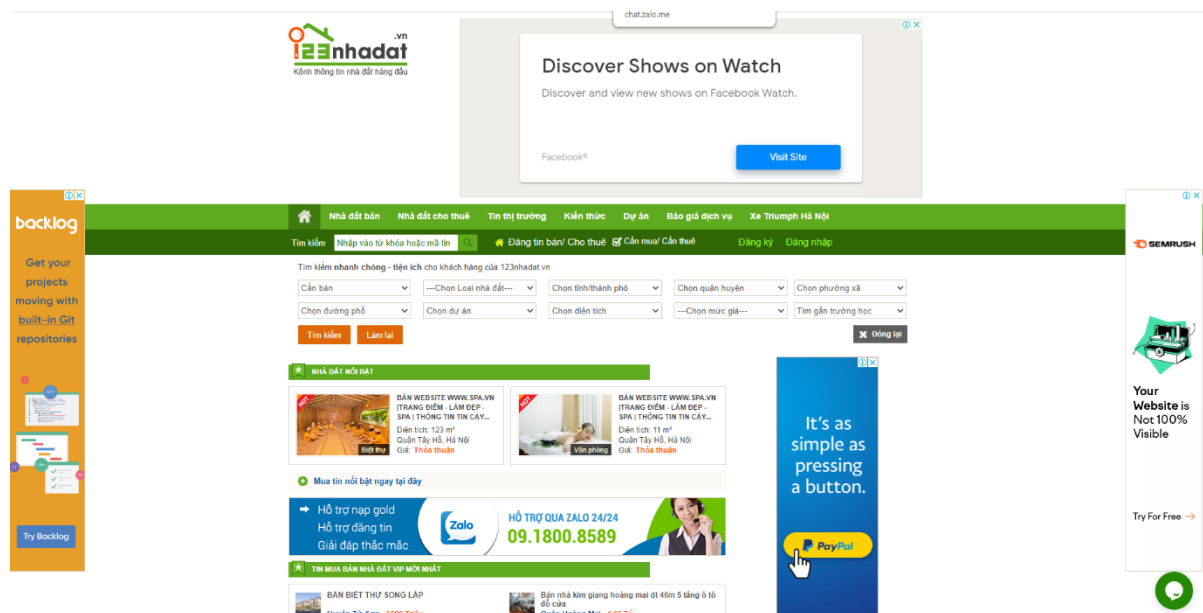 chat.zalo.me
123nhadat.vn
Kênh thông tin nhà đất hàng đầu
Discover Shows on Watch
Discover and view new shows on Facebook Watch.
Facebook®
Visit Site
backlog
Get your
projects
moving with
built-in Git
repositories
Try Backlog
Nhà đất bán Nhà đất cho thuê Tin thị trường Kiến thức Dự án Báo giá dịch vụ Xe Triumph Hà Nội
Tìm kiếm Nhập vào từ khóa hoặc mã tin Đăng tin bán/ Cho thuê Cần mua/ Cần thuê Đăng ký Đăng nhập
Tìm kiếm nhanh chóng - tiện ích cho khách hàng của 123nhadat.vn
Cần bán ---Chọn Loại nhà đất--- Chọn tỉnh/thành phố Chọn quận huyện Chọn phường xã
Chọn đường phố Chọn dự án Chọn diện tích ---Chọn mức giá--- Tìm gần trường học
Tìm kiếm Làm lại Đóng lại
NHÀ ĐẤT NỔI BẬT
HOT
Biệt thự
BÁN WEBSITE WWW.SPA.VN
|TRANG ĐIỂM - LÀM ĐẸP -
SPA | THÔNG TIN TIN CẬY...
Diện tích: 123 m²
Quận Tây Hồ, Hà Nội
Giá: Thỏa thuận
HOT
Văn phòng
BÁN WEBSITE WWW.SPA.VN
|TRANG ĐIỂM - LÀM ĐẸP -
SPA | THÔNG TIN TIN CẬY...
Diện tích: 11 m²
Quận Tây Hồ, Hà Nội
Giá: Thỏa thuận
Mua tin nổi bật ngay tại đây
Hỗ trợ nạp gold
Hỗ trợ đăng tin
Giải đáp thắc mắc
Zalo
HỖ TRỢ QUA ZALO 24/24
09.1800.8589
TIN MUA BÁN NHÀ ĐẤT VIP MỚI NHẤT
BÁN BIỆT THỰ SONG LẬP
Bán nhà kim giang hoàng mai dt 46m 5 tầng ô tô
đỗ cửa
It's as
simple as
pressing
a button.
PayPal
SEMRUSH
Your
Website is
Not 100%
Visible
Try For Free →